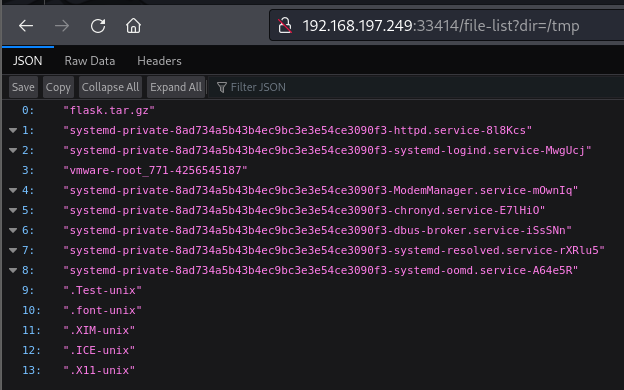 192.168.197.249:33414/file-list?dir=/tmp
JSON Raw Data Headers
Save Copy Collapse All Expand All Filter JSON
0: "flask.tar.gz"
1: "systemd-private-8ad734a5b43b4ec9bc3e3e54ce3090f3-httpd.service-8l8Kcs"
2: "systemd-private-8ad734a5b43b4ec9bc3e3e54ce3090f3-systemd-logind.service-MwgUcj"
3: "vmware-root_771-4256545187"
4: "systemd-private-8ad734a5b43b4ec9bc3e3e54ce3090f3-ModemManager.service-mOwnIq"
5: "systemd-private-8ad734a5b43b4ec9bc3e3e54ce3090f3-chronyd.service-E7lHiO"
6: "systemd-private-8ad734a5b43b4ec9bc3e3e54ce3090f3-dbus-broker.service-iSsSNn"
7: "systemd-private-8ad734a5b43b4ec9bc3e3e54ce3090f3-systemd-resolved.service-rXRlu5"
8: "systemd-private-8ad734a5b43b4ec9bc3e3e54ce3090f3-systemd-oomd.service-A64e5R"
9: ".Test-unix"
10: ".font-unix"
11: ".XIM-unix"
12: ".ICE-unix"
13: ".X11-unix"